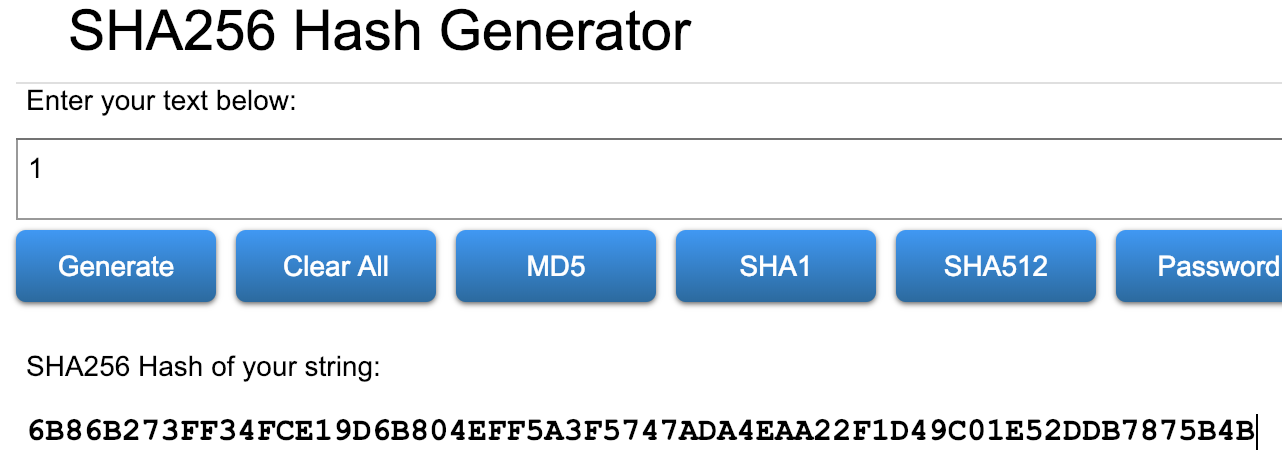 SHA256 Hash Generator
Enter your text below:
1
Generate Clear All MD5 SHA1 SHA512 Password
SHA256 Hash of your string:
6B86B273FF34FCE19D6B804EFF5A3F5747ADA4EAA22F1D49C01E52DDB7875B4B